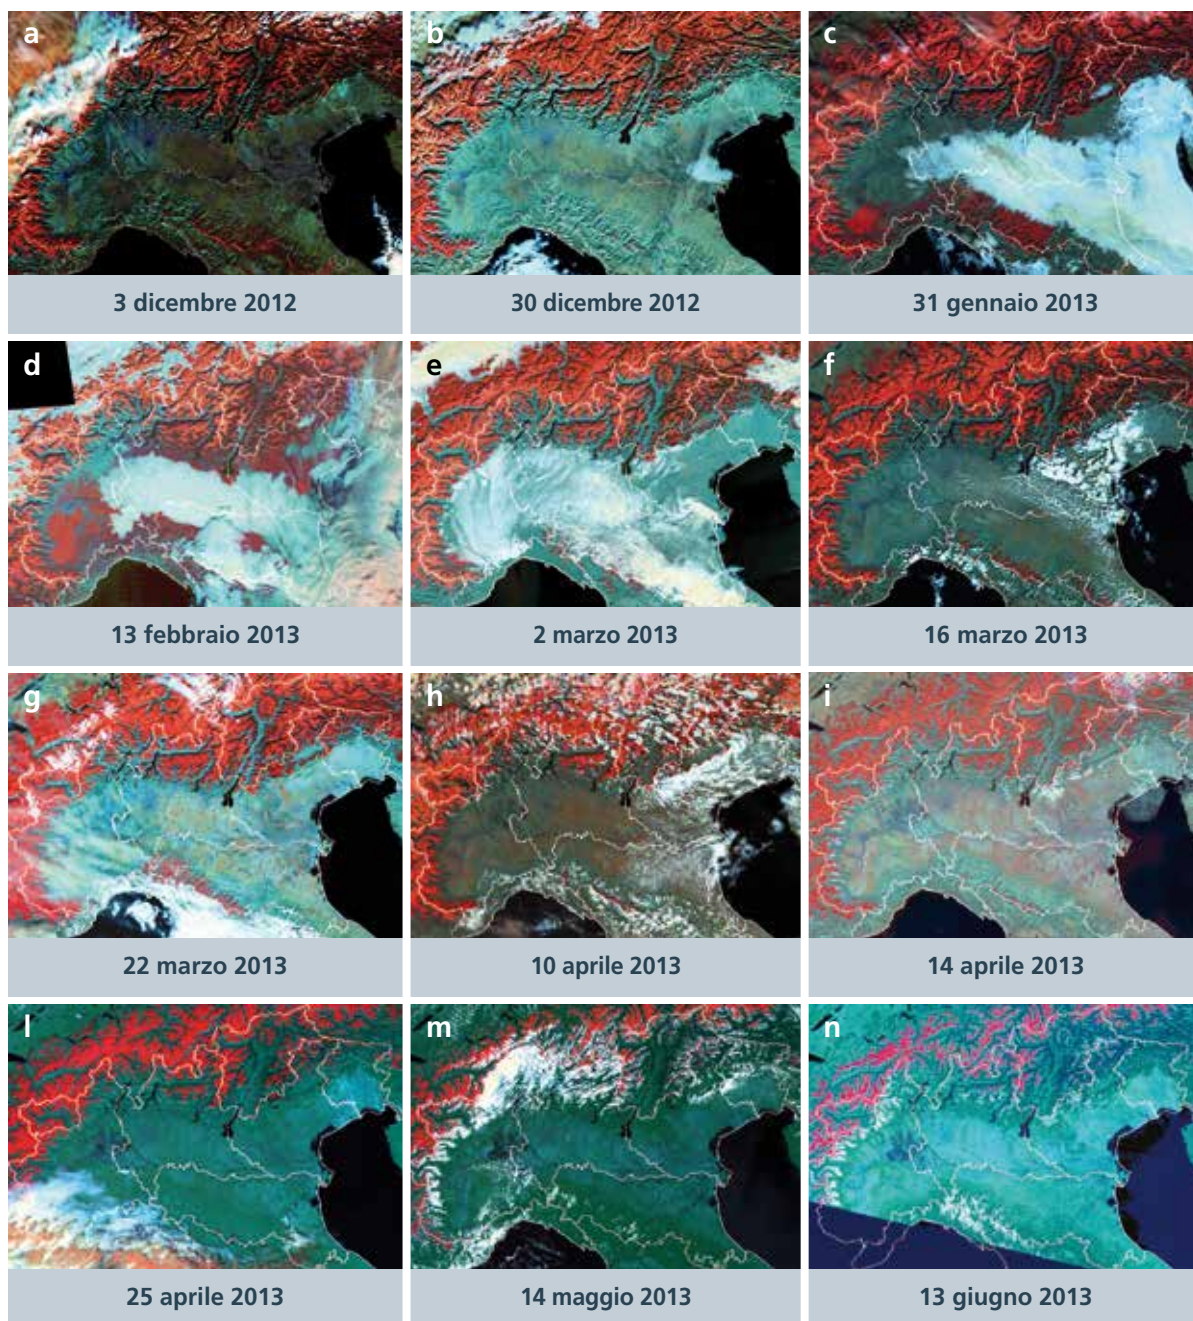 a
b
c
3 dicembre 2012
30 dicembre 2012
31 gennaio 2013
d
e
f
13 febbraio 2013
2 marzo 2013
16 marzo 2013
g
h
i
22 marzo 2013
10 aprile 2013
14 aprile 2013
l
m
n
25 aprile 2013
14 maggio 2013
13 giugno 2013